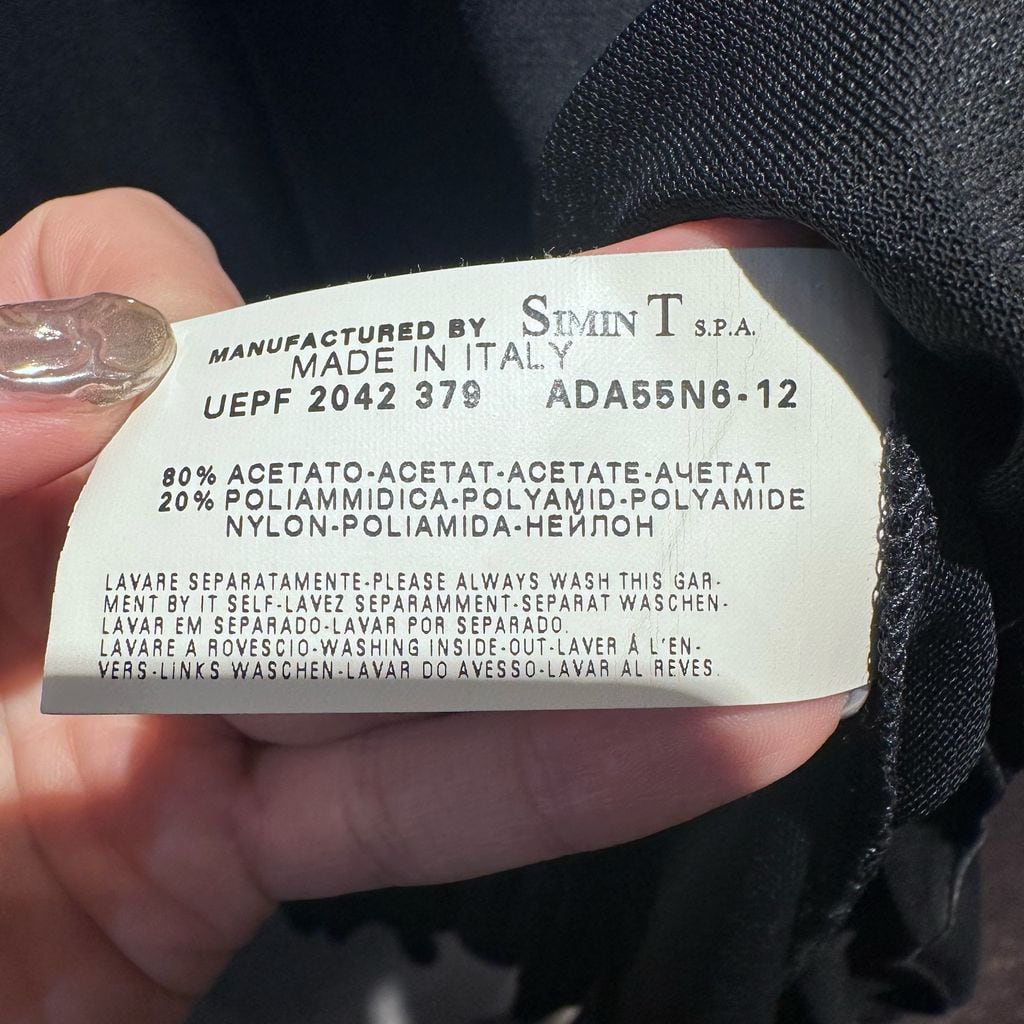 MANUFACTURED BY SIMIN T S.P.A.
MADE IN ITALY
UEPF 2042 379 ADA55N6-12
80% ACETATO-ACETAT-ACETATE-АЧЕТАТ
20% POLIAMMIDICA-POLYAMID-POLYAMIDE
NYLON-POLIAMIDA-НЕЙЛОН
LAVARE SEPARATAMENTE-PLEASE ALWAYS WASH THIS GAR-
MENT BY IT SELF-LAVEZ SEPARAMMENT-SEPARAT WASCHEN-
LAVAR EM SEPARADO-LAVAR POR SEPARADO.
LAVARE A ROVESCIO-WASHING INSIDE-OUT-LAVER Á L'EN-
VERS-LINKS WASCHEN-LAVAR DO AVESSO-LAVAR AL REVES.